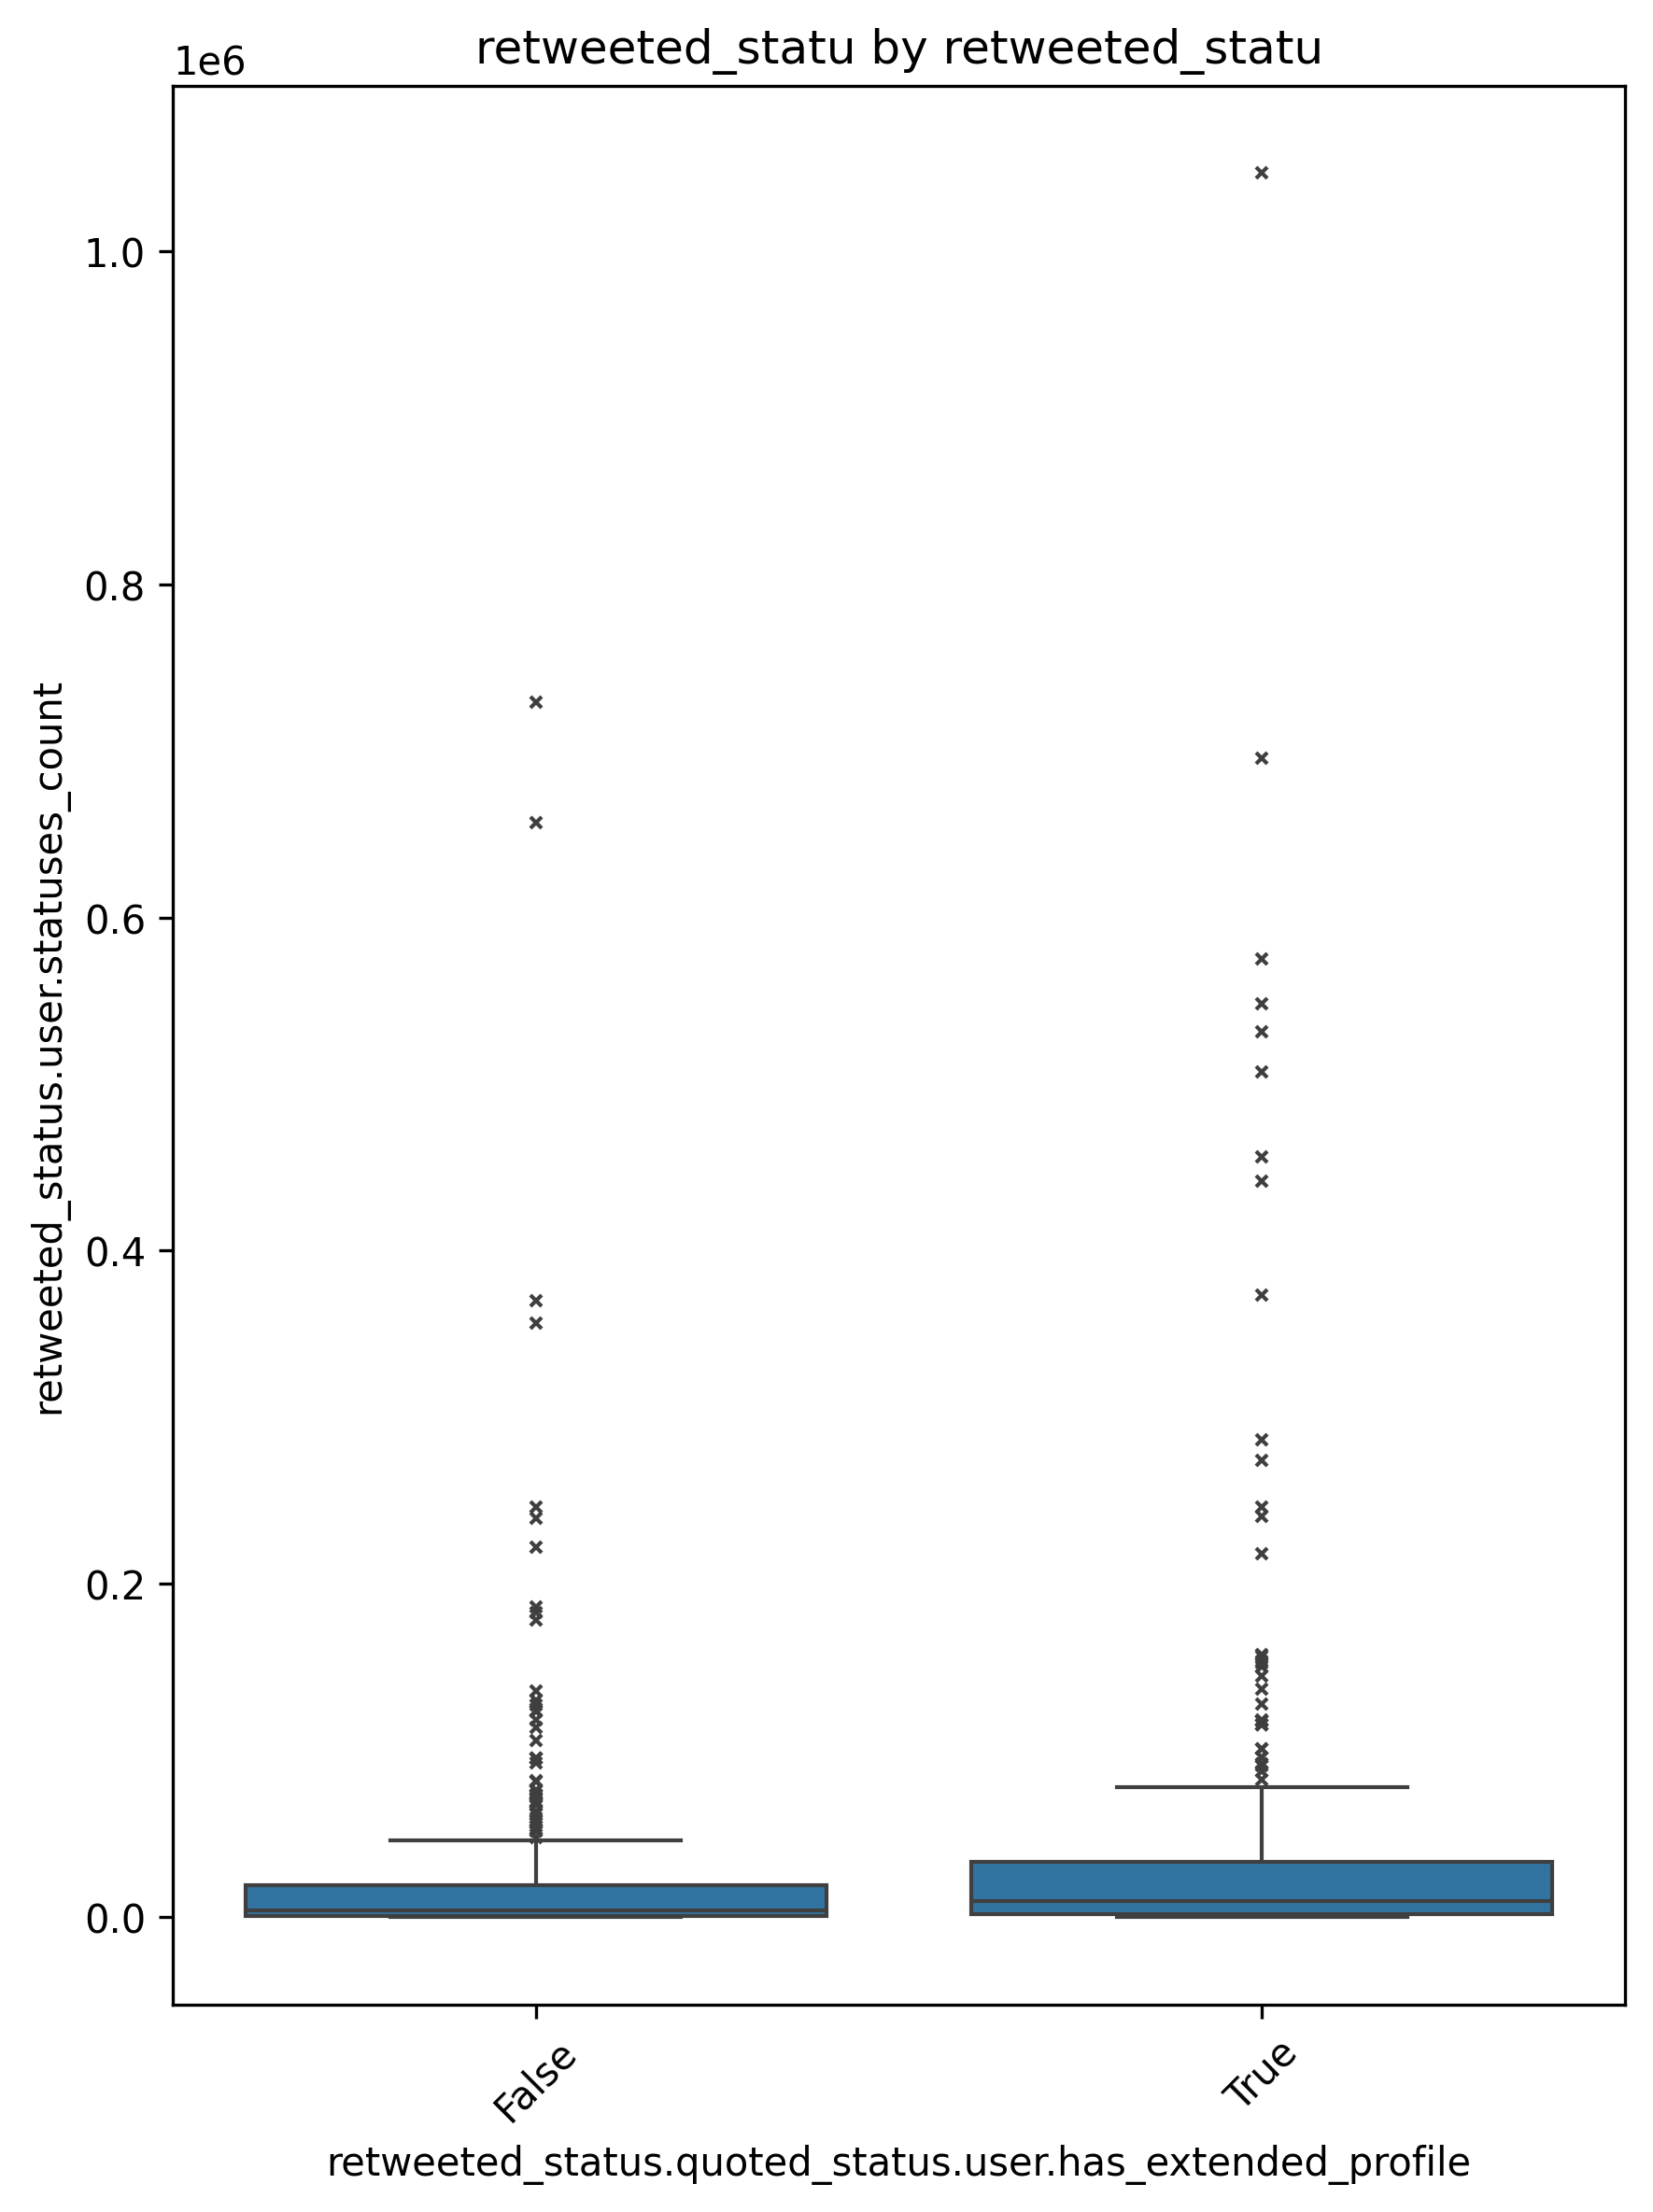 retweeted_statu by retweeted_statu
1e6
1.0
0.8
0.6
0.4
0.2
0.0
retweeted_status.user.statuses_count
False
True
retweeted_status.quoted_status.user.has_extended_profile